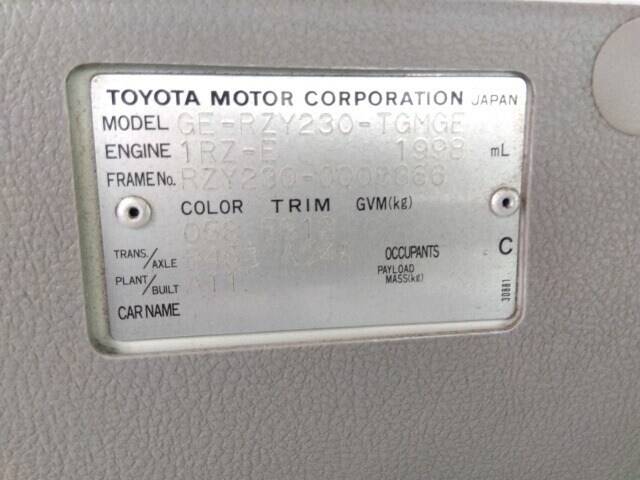 TOYOTA MOTOR CORPORATION JAPAN
MODEL GE-RZY230-TGMGE
ENGINE 1RZ-E 1998 mL
FRAME No.
COLOR TRIM GVM(kg)
TRANS./AXLE OCCUPANTS C
PLANT/BUILT PAYLOAD MASS(kg)
CAR NAME
30881